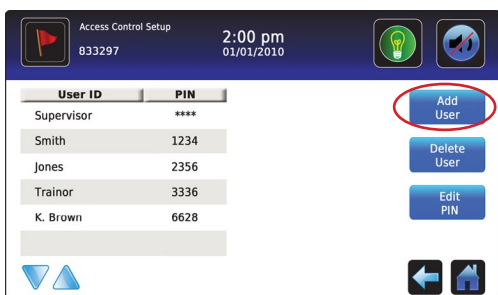 Access Control Setup
833297
2:00 pm
01/01/2010
User ID PIN
Supervisor ****
Smith 1234
Jones 2356
Trainor 3336
K. Brown 6628
Add
User
Delete
User
Edit
PIN